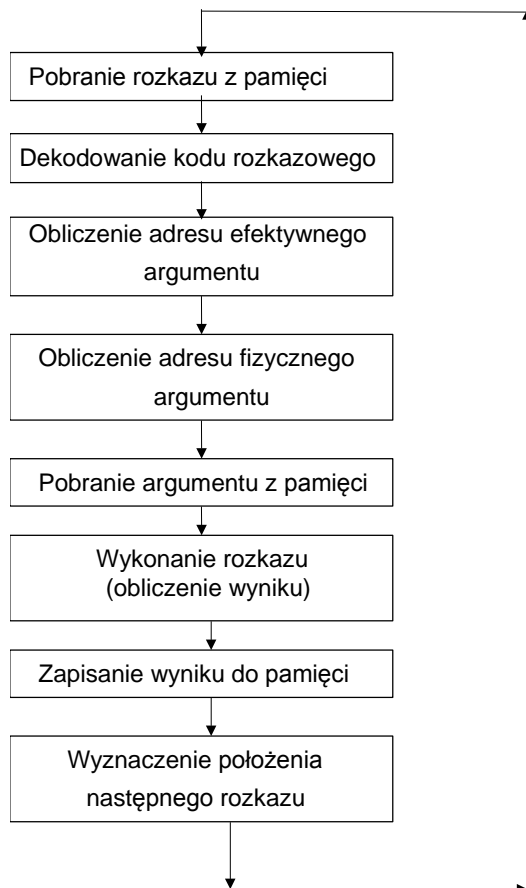 Pobranie rozkazu z pamięci
Dekodowanie kodu rozkazowego
Obliczenie adresu efektywnego
argumentu
Obliczenie adresu fizycznego
argumentu
Pobranie argumentu z pamięci
Wykonanie rozkazu
(obliczenie wyniku)
Zapisanie wyniku do pamięci
Wyznaczenie położenia
następnego rozkazu